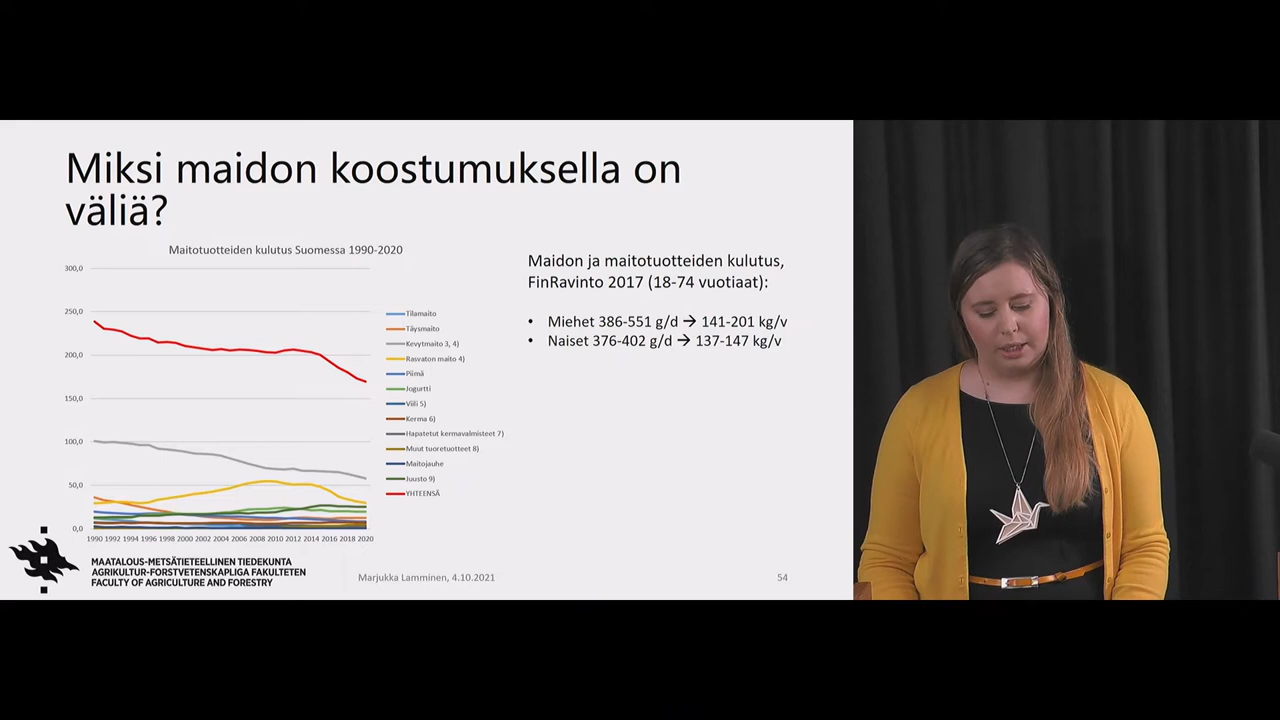 Miksi maidon koostumuksella on
väliä?
Maitotuotteiden kulutus Suomessa 1990-2020
300,0
250,0
200,0
150,0
100,0
50,0
0,0
1990 1992 1994 1996 1998 2000 2002 2004 2006 2008 2010 2012 2014 2016 2018 2020
Tilamaito
Täysmaito
Kevytmaito 3, 4)
Rasvaton maito 4)
Piimä
Jogurtti
Viili 5)
Kerma 6)
Hapatetut kermavalmisteet 7)
Muut tuoretuotteet 8)
Maitojauhe
Juusto 9)
YHTEENSÄ
Maidon ja maitotuotteiden kulutus,
FinRavinto 2017 (18-74 vuotiaat):
• Miehet 386-551 g/d → 141-201 kg/v
• Naiset 376-402 g/d → 137-147 kg/v
MAATALOUS-METSÄTIETEELLINEN TIEDEKUNTA
AGRIKULTUR-FORSTVETENSKAPLIGA FAKULTETEN
FACULTY OF AGRICULTURE AND FORESTRY
Marjukka Lamminen, 4.10.2021
54